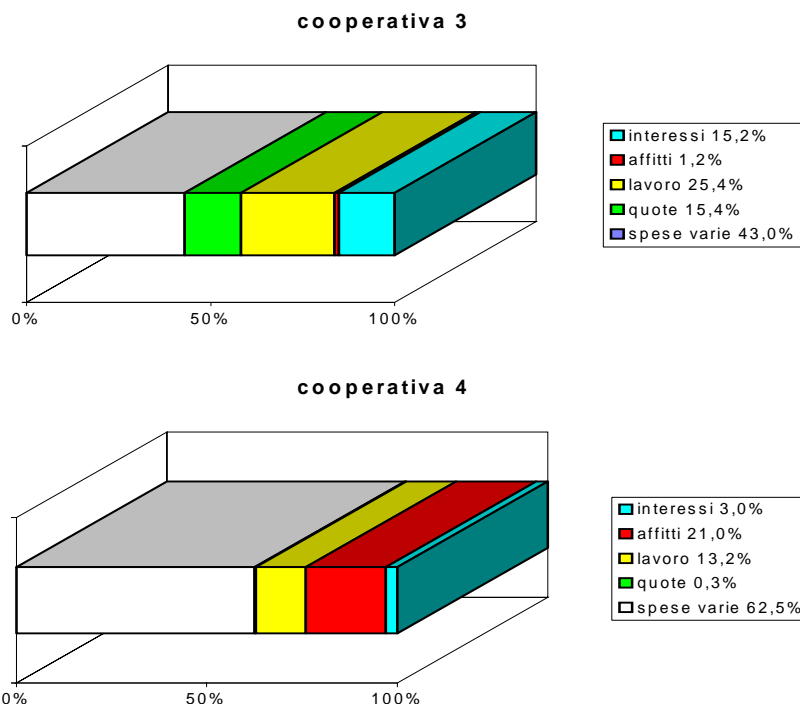 cooperativa 3
interessi 15,2%
affitti 1,2%
lavoro 25,4%
quote 15,4%
spese varie 43,0%
0%
50%
100%
cooperativa 4
interessi 3,0%
affitti 21,0%
lavoro 13,2%
quote 0,3%
spese varie 62,5%
0%
50%
100%